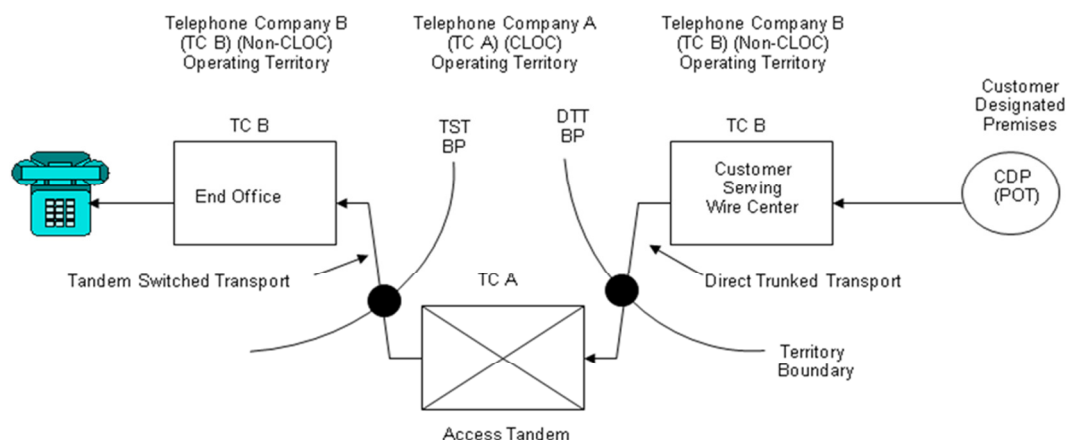 Telephone Company B
(TC B) (Non-CLOC)
Operating Territory
Telephone Company A
(TC A) (CLOC)
Operating Territory
Telephone Company B
(TC B) (Non-CLOC)
Operating Territory
Customer
Designated
Premises
TC B
TST
BP
DTT
BP
TC B
End Office
Customer
Serving
Wire Center
CDP
(POT)
Tandem Switched Transport
TC A
Direct Trunked Transport
Territory
Boundary
Access Tandem